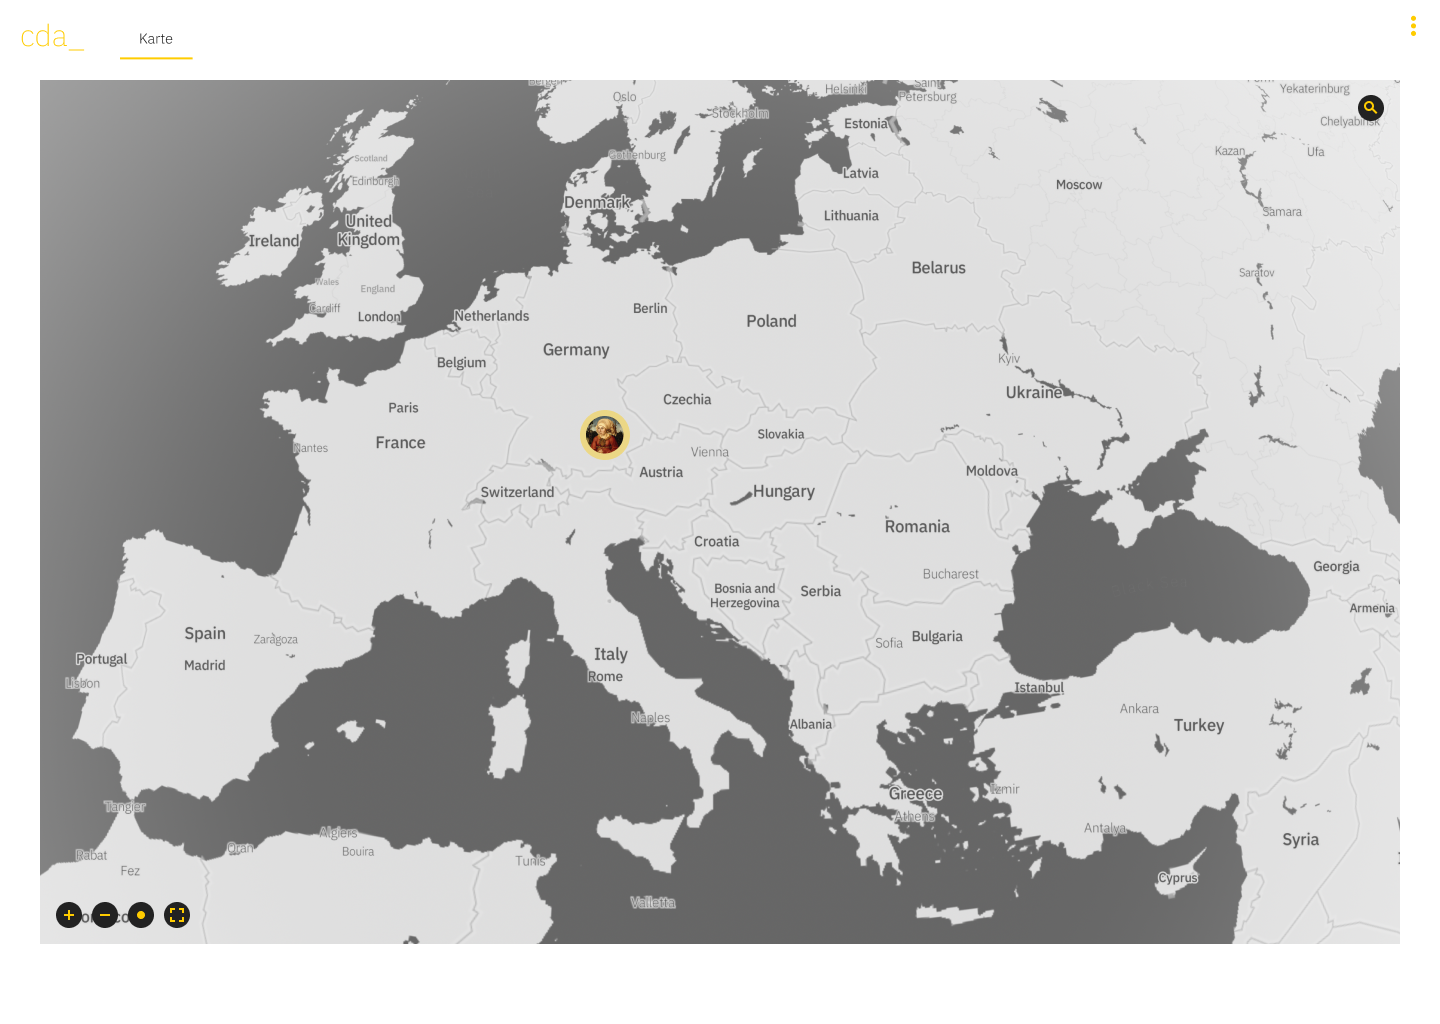 cda_
Karte
Oslo
Helsinki
Saint
Petersburg
Yekaterinburg
Stockholm
Estonia
Chelyabinsk
Gothenburg
Scotland
Kazan
Ufa
Edinburgh
Latvia
Moscow
Denmark
Lithuania
Samara
United
Kingdom
Ireland
Belarus
Saratov
Wales
England
Cardiff
London
Netherlands
Berlin
Poland
Germany
Belgium
Kyiv
Ukraine
Czechia
Paris
France
Slovakia
Nantes
Vienna
Austria
Moldova
Switzerland
Hungary
Romania
Croatia
Georgia
Bucharest
Bosnia and
Herzegovina
Serbia
Armenia
Spain
Zaragoza
Sofia
Bulgaria
Portugal
Madrid
Italy
Rome
Lisbon
Istanbul
Ankara
Naples
Albania
Turkey
Greece
Izmir
Athens
Tangier
Antalya
Algiers
Syria
Oran
Bouira
Rabat
Tunis
Fez
Cyprus
Valletta